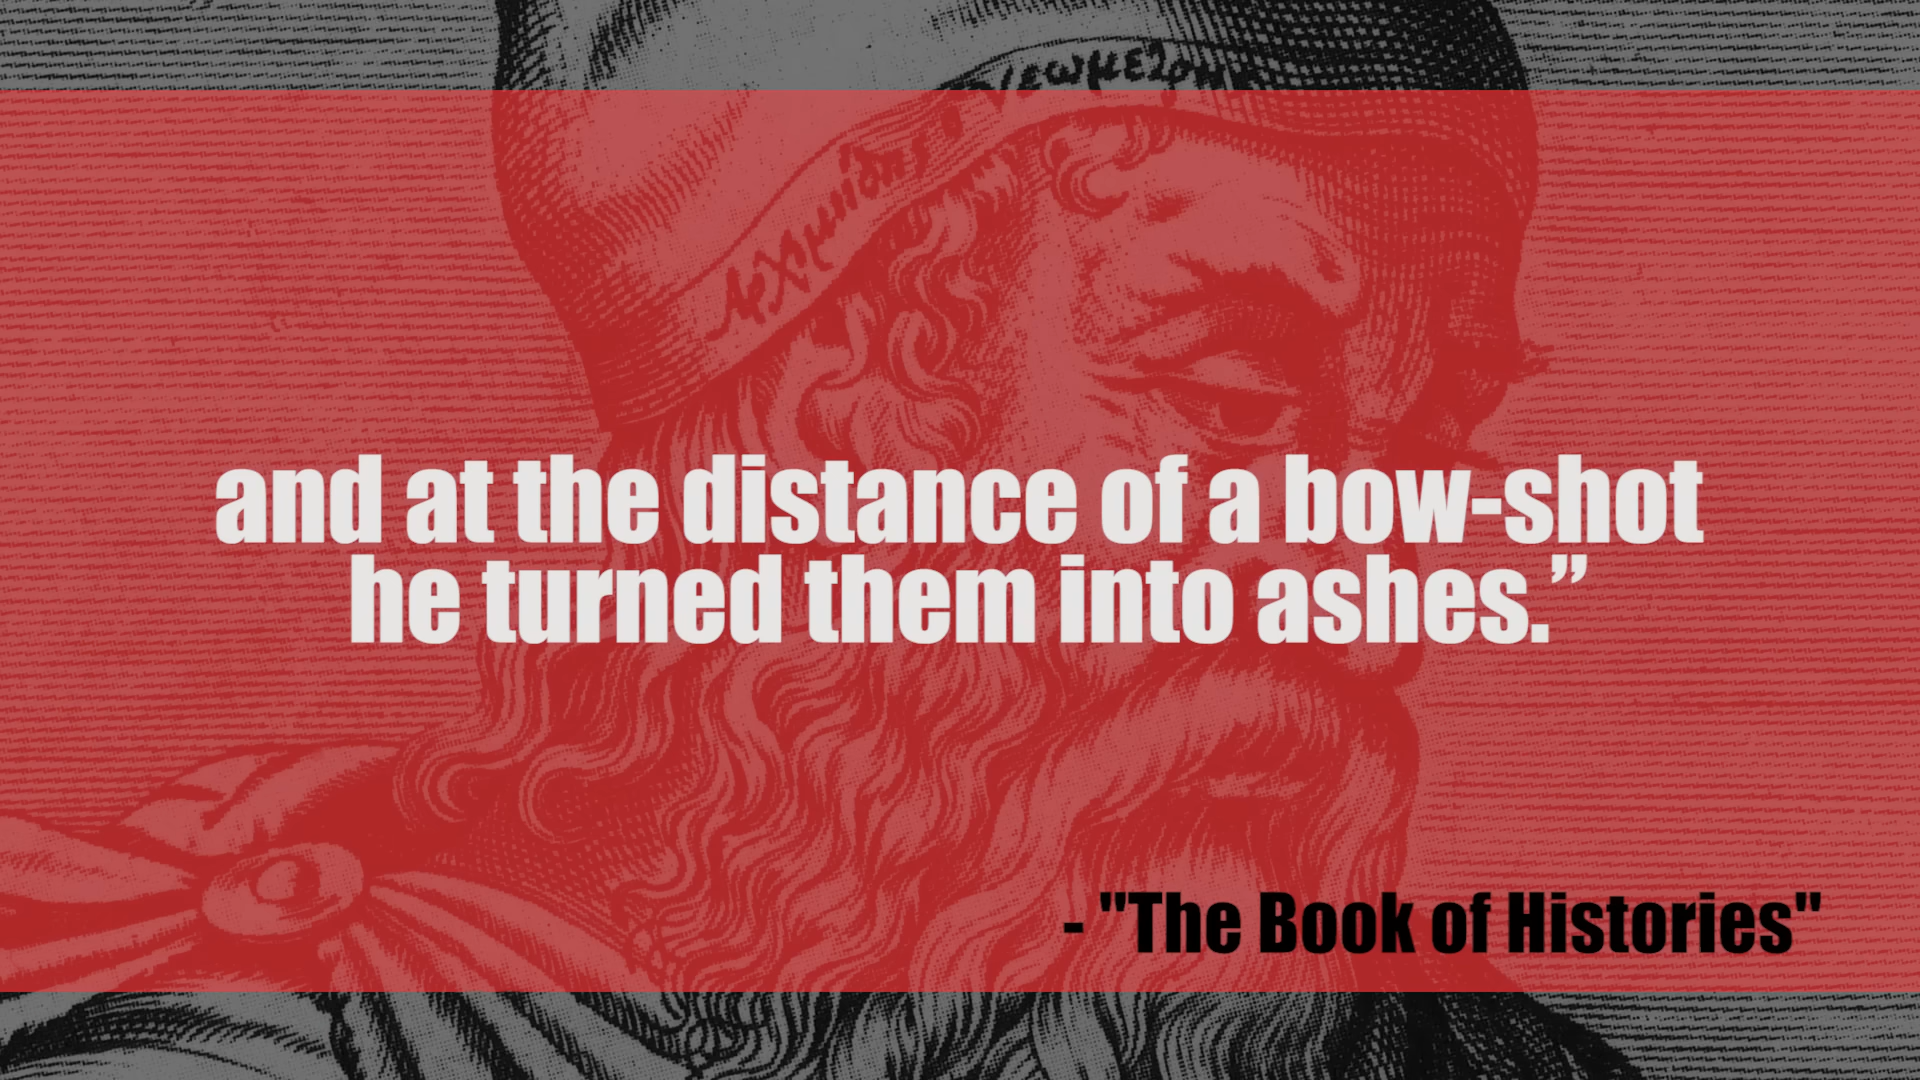 and at the distance of a bow-shot
he turned them into ashes.”
- "The Book of Histories"